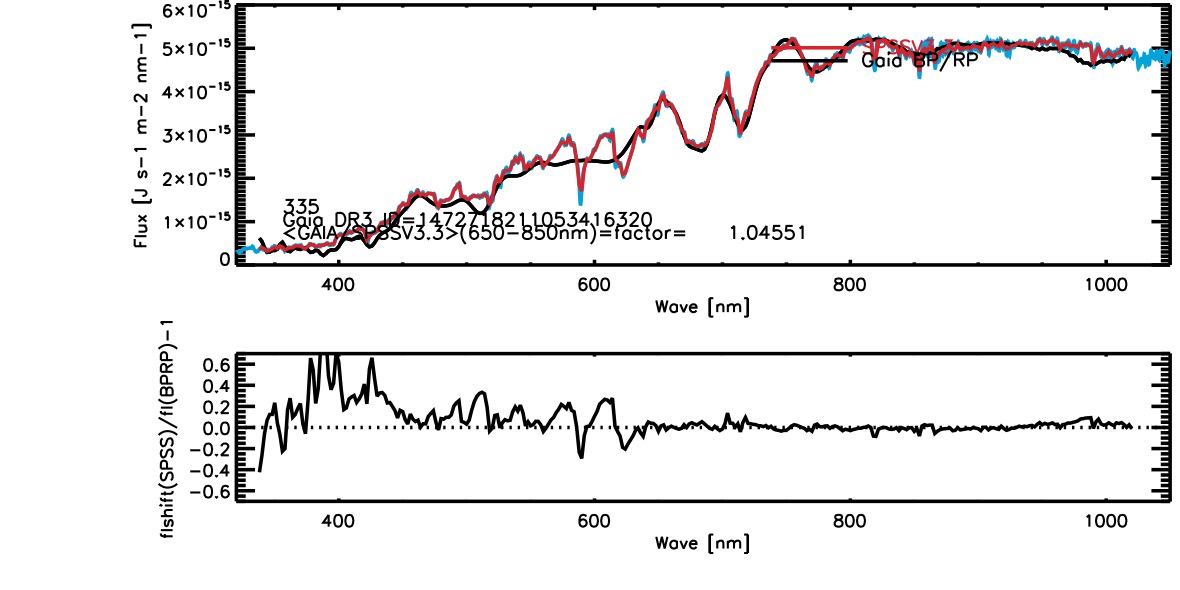 6×10−15
5×10−15
4×10−15
3×10−15
2×10−15
1×10−15
0
Flux [J s−1 m−2 nm−1]
SPSSV3.3
Gaia BP/RP
335
Gaia DR3 ID=1472718211053416320
<GAIA/SPSSV3.3>(650−850nm)=factor= 1.04551
400 600 800 1000
Wave [nm]
0.6
0.4
0.2
0.0
−0.2
−0.4
−0.6
flshift(SPSS)/fl(BPRP)−1
400 600 800 1000
Wave [nm]